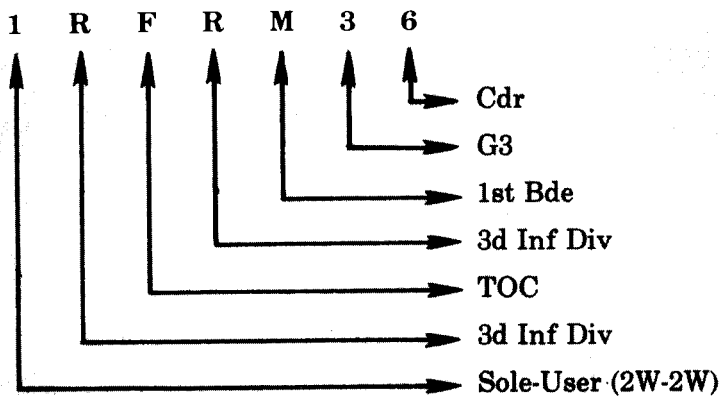 1 R F R M 3 6
Cdr
G3
1st Bde
3d Inf Div
TOC
3d Inf Div
Sole-User (2W-2W)